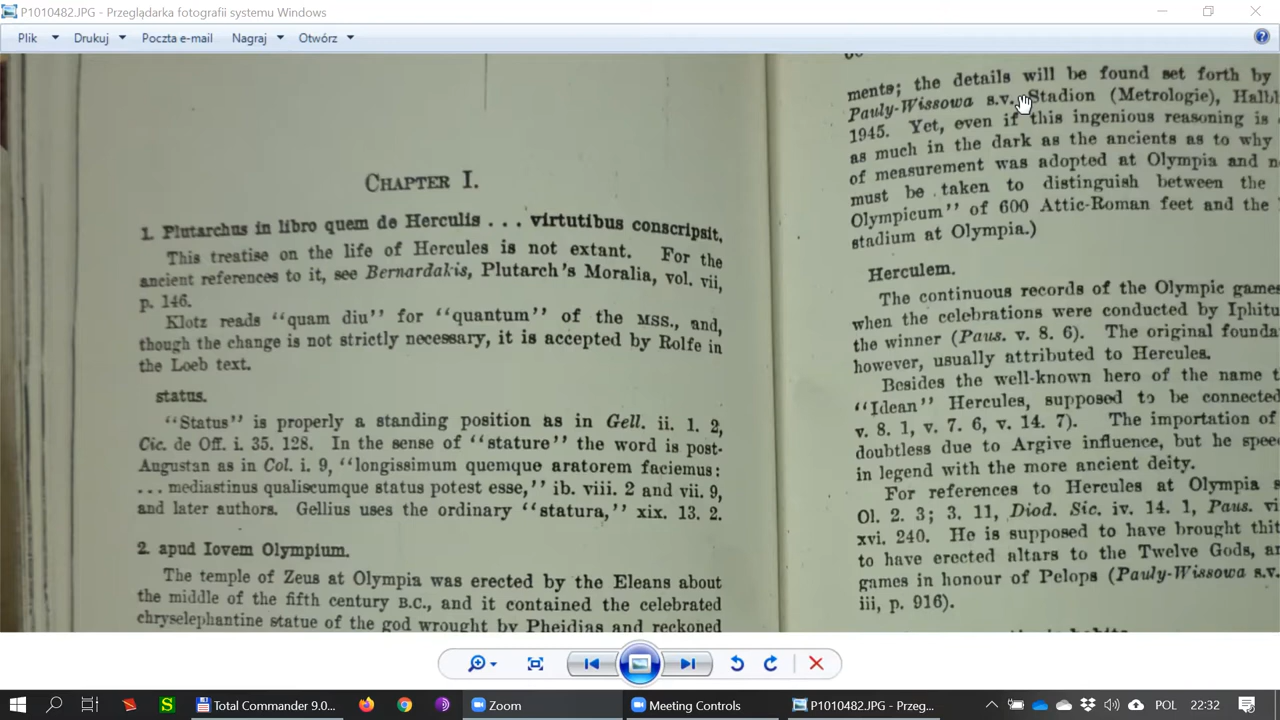 P1010482.JPG - Przeglądarka fotografii systemu Windows
Plik Drukuj Poczta e-mail Nagraj Otwórz
CHAPTER I.
1. Plutarchus in libro quem de Herculis ... virtutibus conscripsit,
This treatise on the life of Hercules is not extant. For the
ancient references to it, see Bernardakis, Plutarch's Moralia, vol. vii,
p. 146.
Klotz reads "quam diu" for "quantum" of the MSS., and,
though the change is not strictly necessary, it is accepted by Rolfe in
the Loeb text.
status.
"Status" is properly a standing position as in Gell. ii. 1. 2,
Cic. de Off. i. 35. 128. In the sense of "stature" the word is post-
Augustan as in Col. i. 9, "longissimum quemque aratorem faciemus:
... mediastinus qualiscumque status potest esse," ib. viii. 2 and vii. 9,
and later authors. Gellius uses the ordinary "statura," xix. 13. 2.
2. apud Iovem Olympium.
The temple of Zeus at Olympia was erected by the Eleans about
the middle of the fifth century B.C., and it contained the celebrated
chryselephantine statue of the god wrought by Pheidias and reckoned
ments; the details will be found set forth by
Pauly-Wissowa s.v. Stadion (Metrologie), Halb
1945. Yet, even if this ingenious reasoning is
as much in the dark as the ancients as to why
of measurement was adopted at Olympia and
must be taken to distinguish between the
Olympicum" of 600 Attic-Roman feet and the
stadium at Olympia.)
Herculem.
The continuous records of the Olympic games
when the celebrations were conducted by Iphitu
the winner (Paus. v. 8. 6). The original founda
however, usually attributed to Hercules.
Besides the well-known hero of the name
"Idean" Hercules, supposed to be connected
v. 8. 1, v. 7. 6, v. 14. 7). The importation of
doubtless due to Argive influence, but he
in legend with the more ancient deity.
For references to Hercules at Olympia
Ol. 2. 3; 3. 11, Diod. Sic. iv. 14. 1, Paus.
xvi. 240. He is supposed to have brought
to have erected altars to the Twelve Gods,
games in honour of Pelops (Pauly-Wissowa s.v.
iii, p. 916).
Total Commander 9.0... Zoom Meeting Controls P1010482.JPG - Przeg... POL 22:32